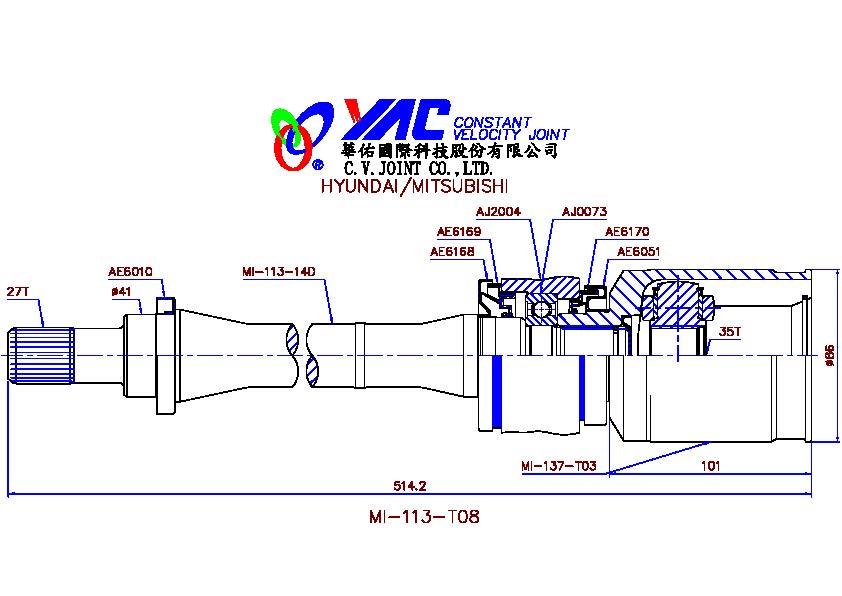 YAC CONSTANT
VELOCITY JOINT
®
華佑國際科技股份有限公司
C.V.JOINT CO.,LTD.
HYUNDAI/MITSUBISHI
AJ2004 AJ0073
AE6169 AE6170
AE6168 AE6051
AE6010 MI-113-14D
27T ø41
35T
ø86
MI-137-T03 101
514.2
MI-113-T08